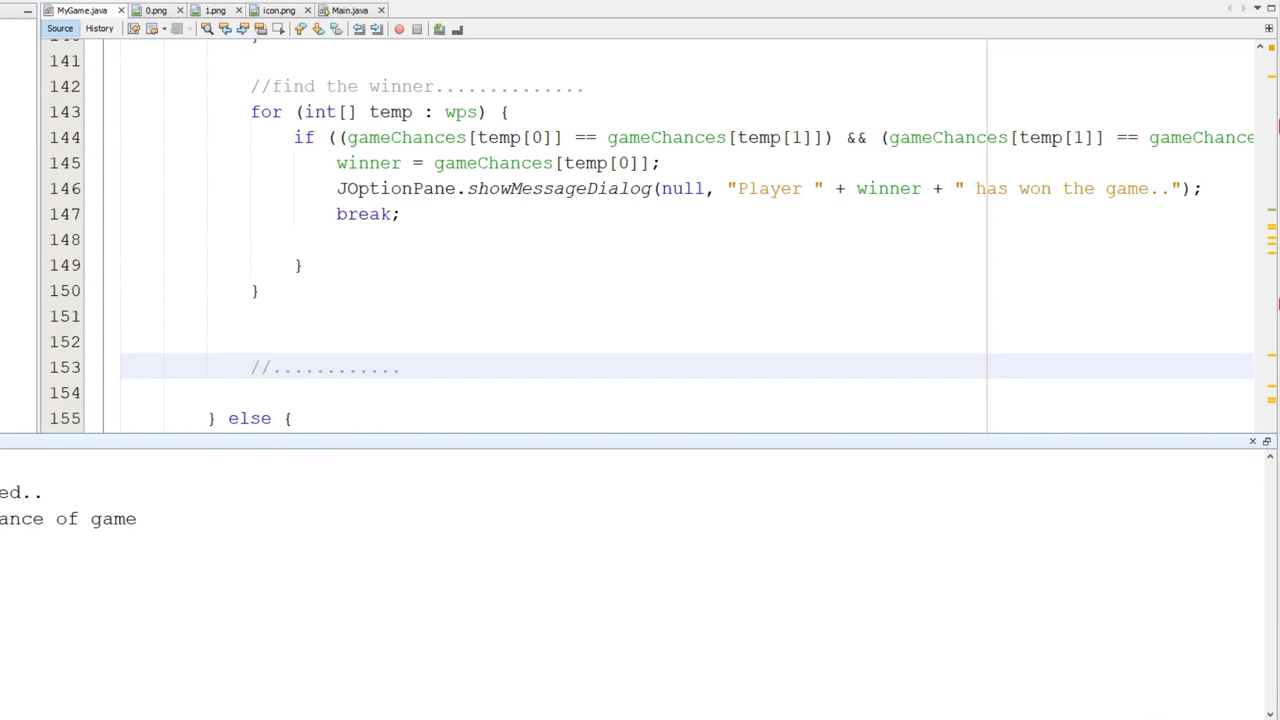 MyGame.java 0.png 1.png icon.png Main.java
Source History
141
142 //find the winner..............
143 for (int[] temp : wps) {
144 if ((gameChances[temp[0]] == gameChances[temp[1]]) && (gameChances[temp[1]] == gameChance
145 winner = gameChances[temp[0]];
146 JOptionPane.showMessageDialog(null, "Player " + winner + " has won the game..");
147 break;
148
149 }
150 }
151
152
153 //............
154
155 } else {
ed..
ance of game